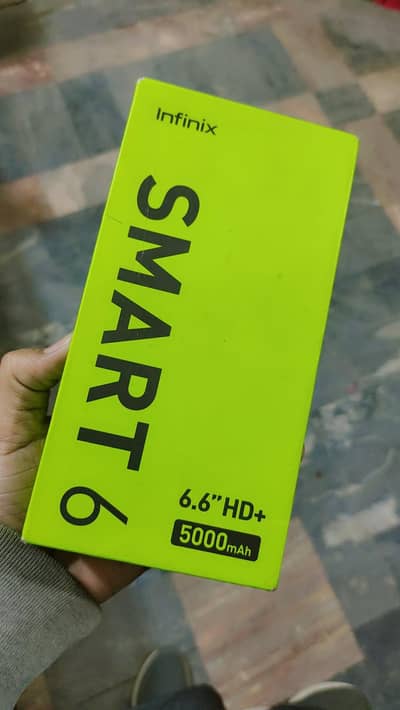 Infinix
SMART 6
6.6” HD+
5000mAh